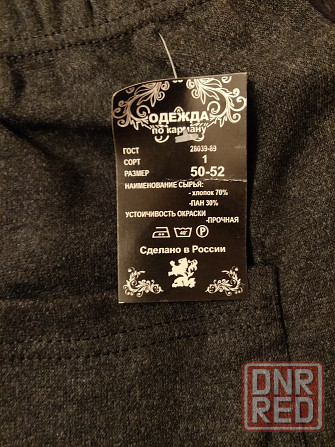 ОДЕЖДА
по карману
ГОСТ 28039-89
СОРТ 1
РАЗМЕР 50-52
НАИМЕНОВАНИЕ СЫРЬЯ:
- хлопок 70%
-ПАН 30%
УСТОЙЧИВОСТЬ ОКРАСКИ
-ПРОЧНАЯ
40 P
Сделано в России
DNR
RED